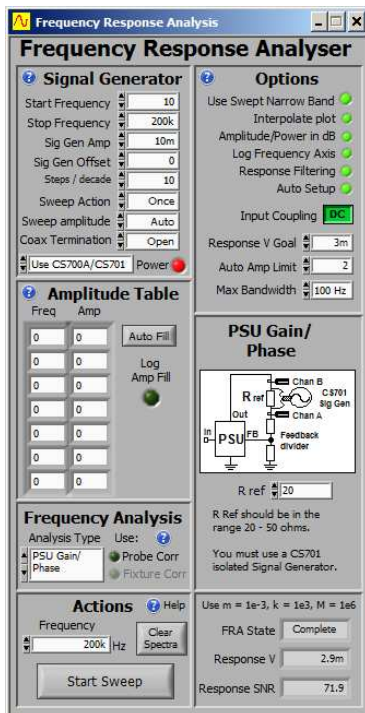 Frequency Response Analysis
Frequency Response Analyser
Signal Generator
Start Frequency 10
Stop Frequency 200k
Sig Gen Amp 10m
Sig Gen Offset 0
Steps / decade 10
Sweep Action Once
Sweep amplitude Auto
Coax Termination Open
Use CS700A/CS701 Power
Options
Use Swept Narrow Band
Interpolate plot
Amplitude/Power in dB
Log Frequency Axis
Response Filtering
Auto Setup
Input Coupling DC
Response V Goal 3m
Auto Amp Limit 2
Max Bandwidth 100 Hz
Amplitude Table
Freq Amp
0 0
0 0
0 0
0 0
0 0
0 0
0 0
Auto Fill
Log
Amp Fill
PSU Gain/
Phase
Chan B
R ref
CS701
Sig Gen
Out
Chan A
In
PSU
FB
Feedback
divider
R ref 20
R Ref should be in the
range 20 - 50 ohms.
You must use a CS701
isolated Signal Generator.
Frequency Analysis
Analysis Type Use: ?
PSU Gain/
Phase
Probe Corr
Fixture Corr
Actions ? Help
Frequency
200k Hz
Clear
Spectra
Start Sweep
Use m = 1e-3, k = 1e3, M = 1e6
FRA State Complete
Response V 2.9m
Response SNR 71.9